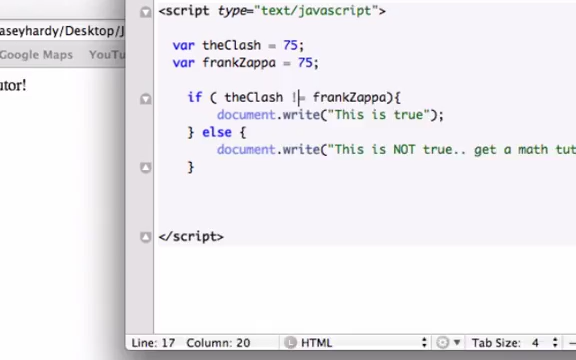 <script type="text/javascript">
aseyhardy/Desktop/J
Google Maps YouTu
utor!
var theClash = 75;
var frankZappa = 75;
if ( theClash != frankZappa){
document.write("This is true");
} else {
document.write("This is NOT true.. get a math tut
}
</script>
Line: 17 Column: 20 L HTML Tab Size: 4